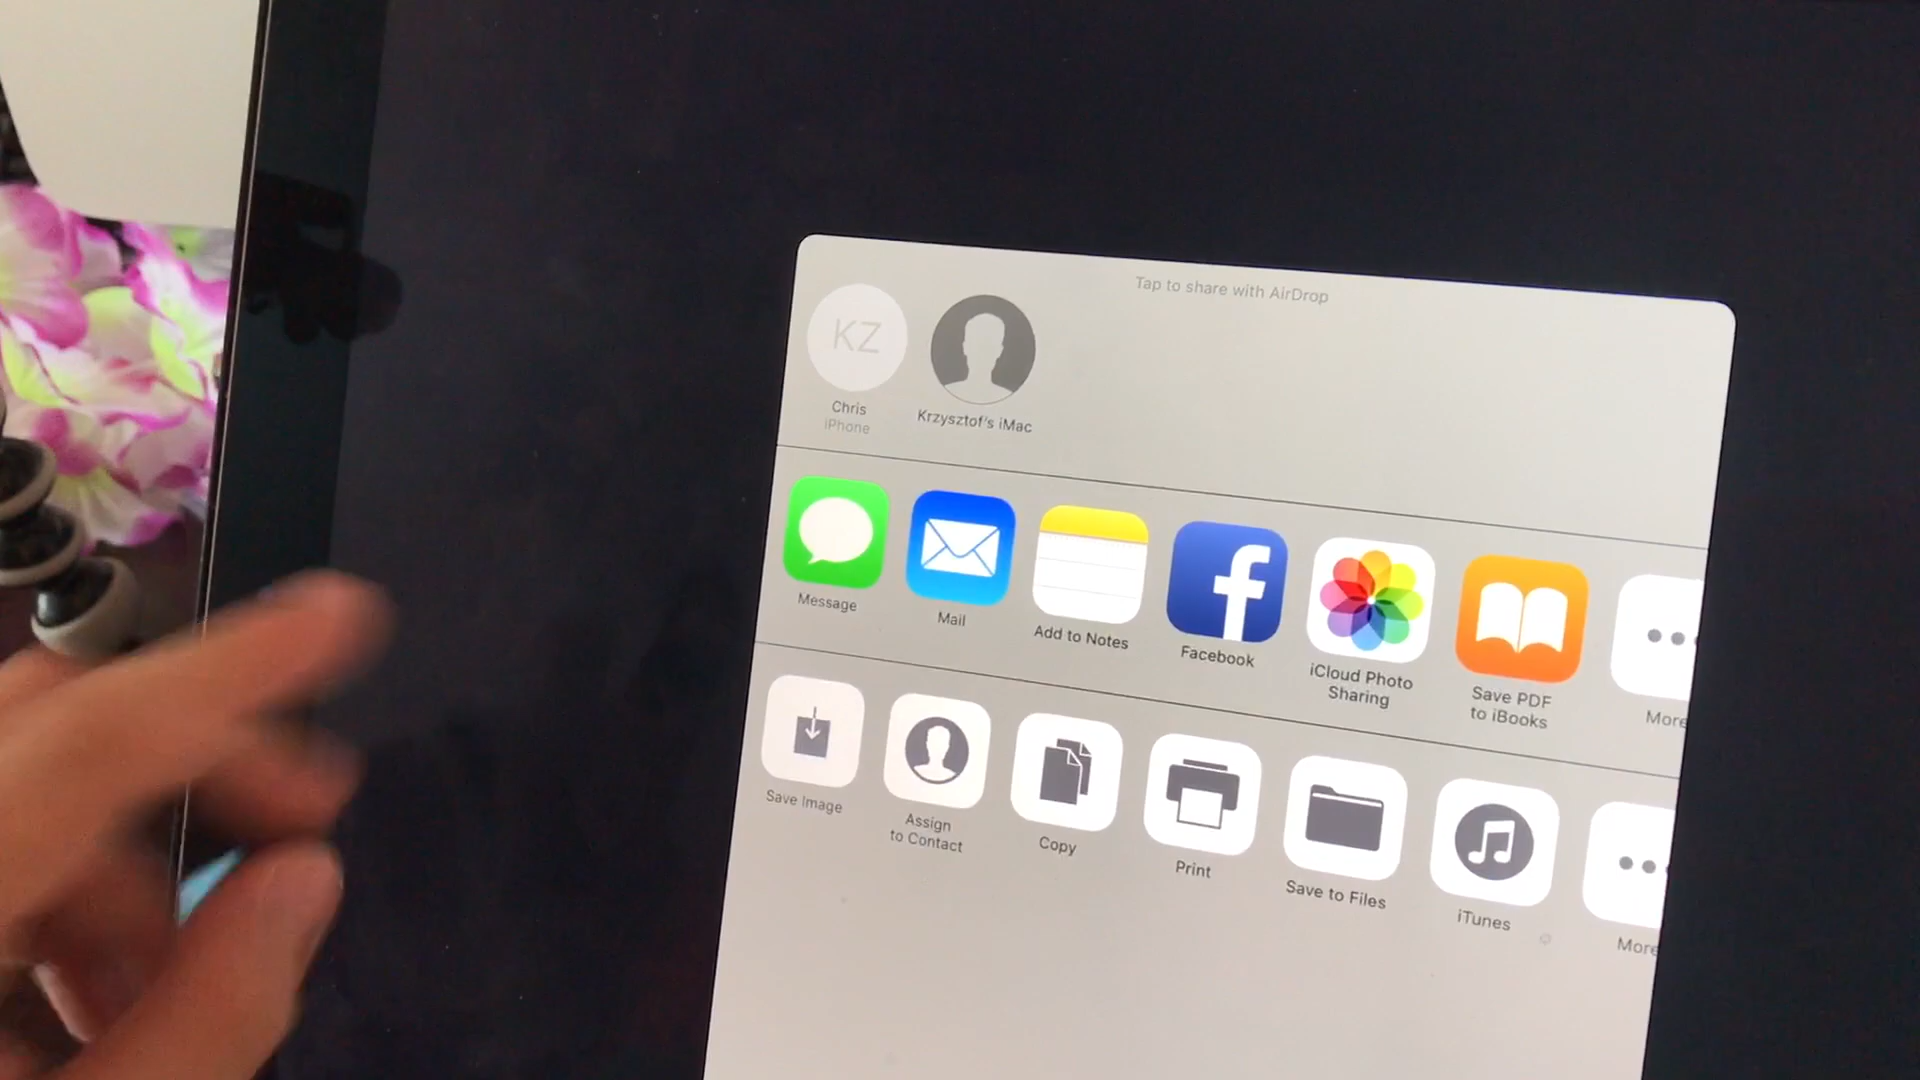 Tap to share with AirDrop
KZ
Chris
iPhone
Krzysztof's iMac
Message
Mail
Add to Notes
Facebook
iCloud Photo
Sharing
Save PDF
to iBooks
More
Save Image
Assign
to Contact
Copy
Print
Save to Files
iTunes
More